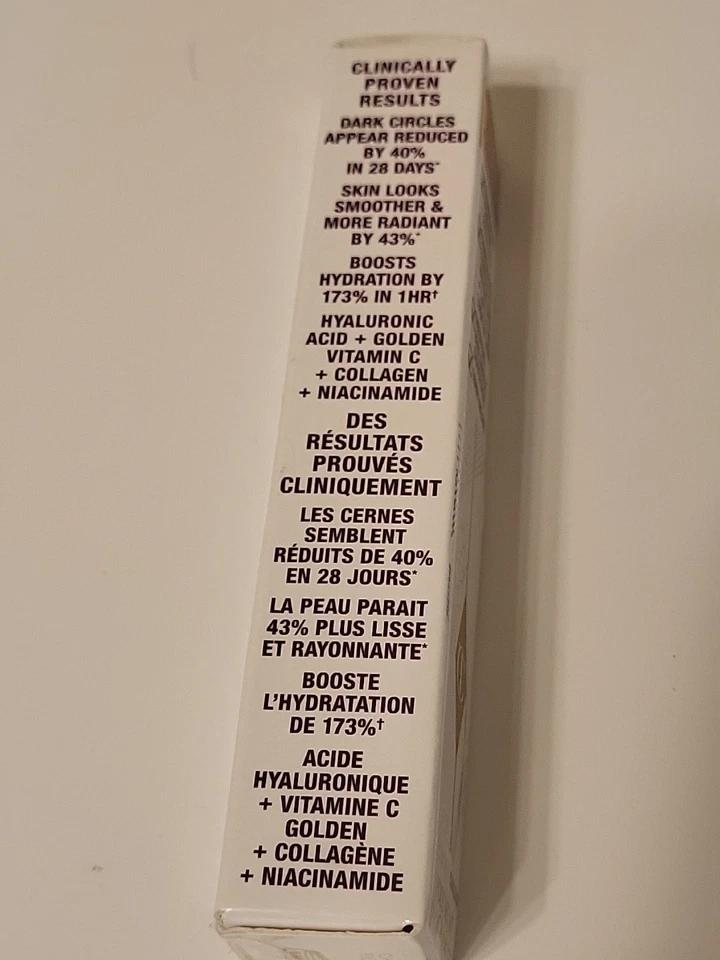 CLINICALLY
PROVEN
RESULTS
DARK CIRCLES
APPEAR REDUCED
BY 40%
IN 28 DAYS*
SKIN LOOKS
SMOOTHER &
MORE RADIANT
BY 43%*
BOOSTS
HYDRATION BY
173% IN 1HR†
HYALURONIC
ACID + GOLDEN
VITAMIN C
+ COLLAGEN
+ NIACINAMIDE
DES
RÉSULTATS
PROUVÉS
CLINIQUEMENT
LES CERNES
SEMBLENT
RÉDUITS DE 40%
EN 28 JOURS*
LA PEAU PARAIT
43% PLUS LISSE
ET RAYONNANTE*
BOOSTE
L'HYDRATATION
DE 173%†
ACIDE
HYALURONIQUE
+ VITAMINE C
GOLDEN
+ COLLAGÈNE
+ NIACINAMIDE